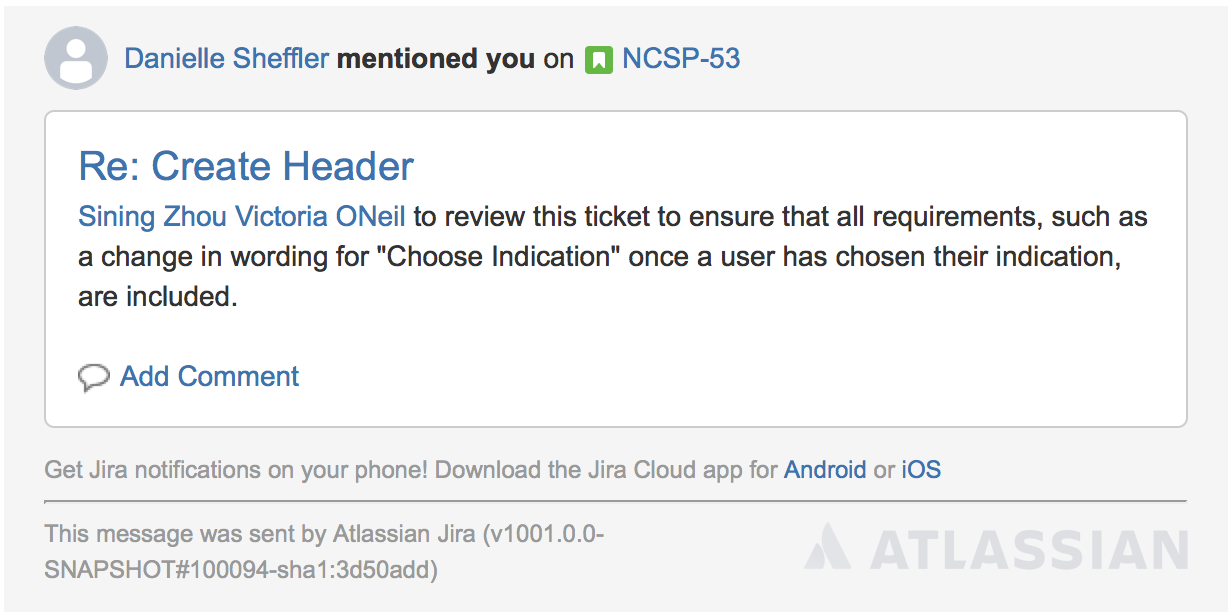 Danielle Sheffler mentioned you on NCSP-53
Re: Create Header
Sining Zhou Victoria ONeil to review this ticket to ensure that all requirements, such as
a change in wording for "Choose Indication" once a user has chosen their indication,
are included.
Add Comment
Get Jira notifications on your phone! Download the Jira Cloud app for Android or iOS
This message was sent by Atlassian Jira (v1001.0.0-
SNAPSHOT#100094-sha1:3d50add)
ATLASSIAN